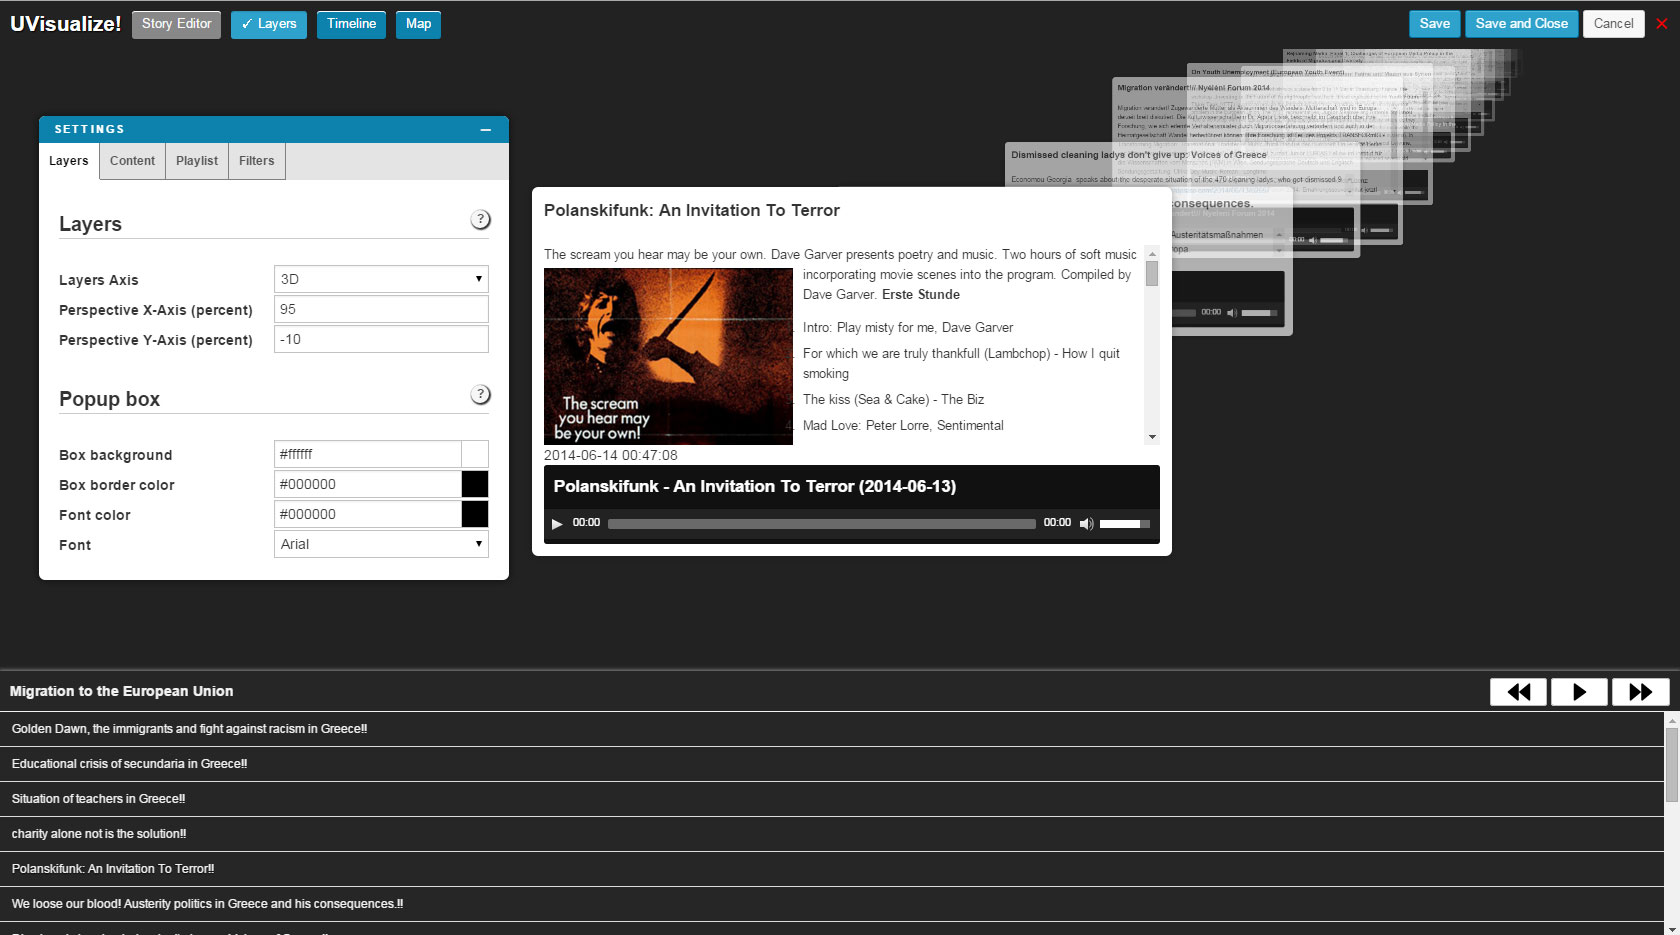 UVisualize!
Story Editor
✓ Layers
Timeline
Map
Save
Save and Close
Cancel
SETTINGS
Layers
Content
Playlist
Filters
Layers
?
Layers Axis
3D
Perspective X-Axis (percent)
95
Perspective Y-Axis (percent)
-10
Popup box
?
Box background
#ffffff
Box border color
#000000
Font color
#000000
Font
Arial
On Youth Unemployment (European Youth Event)
Migration verändert!// Nyeleni Forum 2014
Dismissed cleaning ladys don't give up: Voices of Greece
Economou Georgia speaks about the desperate situation of the 470 cleaning ladys, who got dismissed 9
consequences.
Austeritätsmaßnahmen
00:00
00:00
Polanskifunk: An Invitation To Terror
The scream you hear may be your own. Dave Garver presents poetry and music. Two hours of soft music
incorporating movie scenes into the program. Compiled by
Dave Garver. Erste Stunde
Intro: Play misty for me, Dave Garver
For which we are truly thankfull (Lambchop) - How I quit
smoking
The kiss (Sea & Cake) - The Biz
Mad Love: Peter Lorre, Sentimental
The scream
you hear may
be your own!
2014-06-14 00:47:08
Polanskifunk - An Invitation To Terror (2014-06-13)
00:00
00:00
Migration to the European Union
Golden Dawn, the immigrants and fight against racism in Greece!!
Educational crisis of secundaria in Greece!!
Situation of teachers in Greece!!
charity alone not is the solution!!
Polanskifunk: An Invitation To Terror!!
We loose our blood! Austerity politics in Greece and his consequences.!!